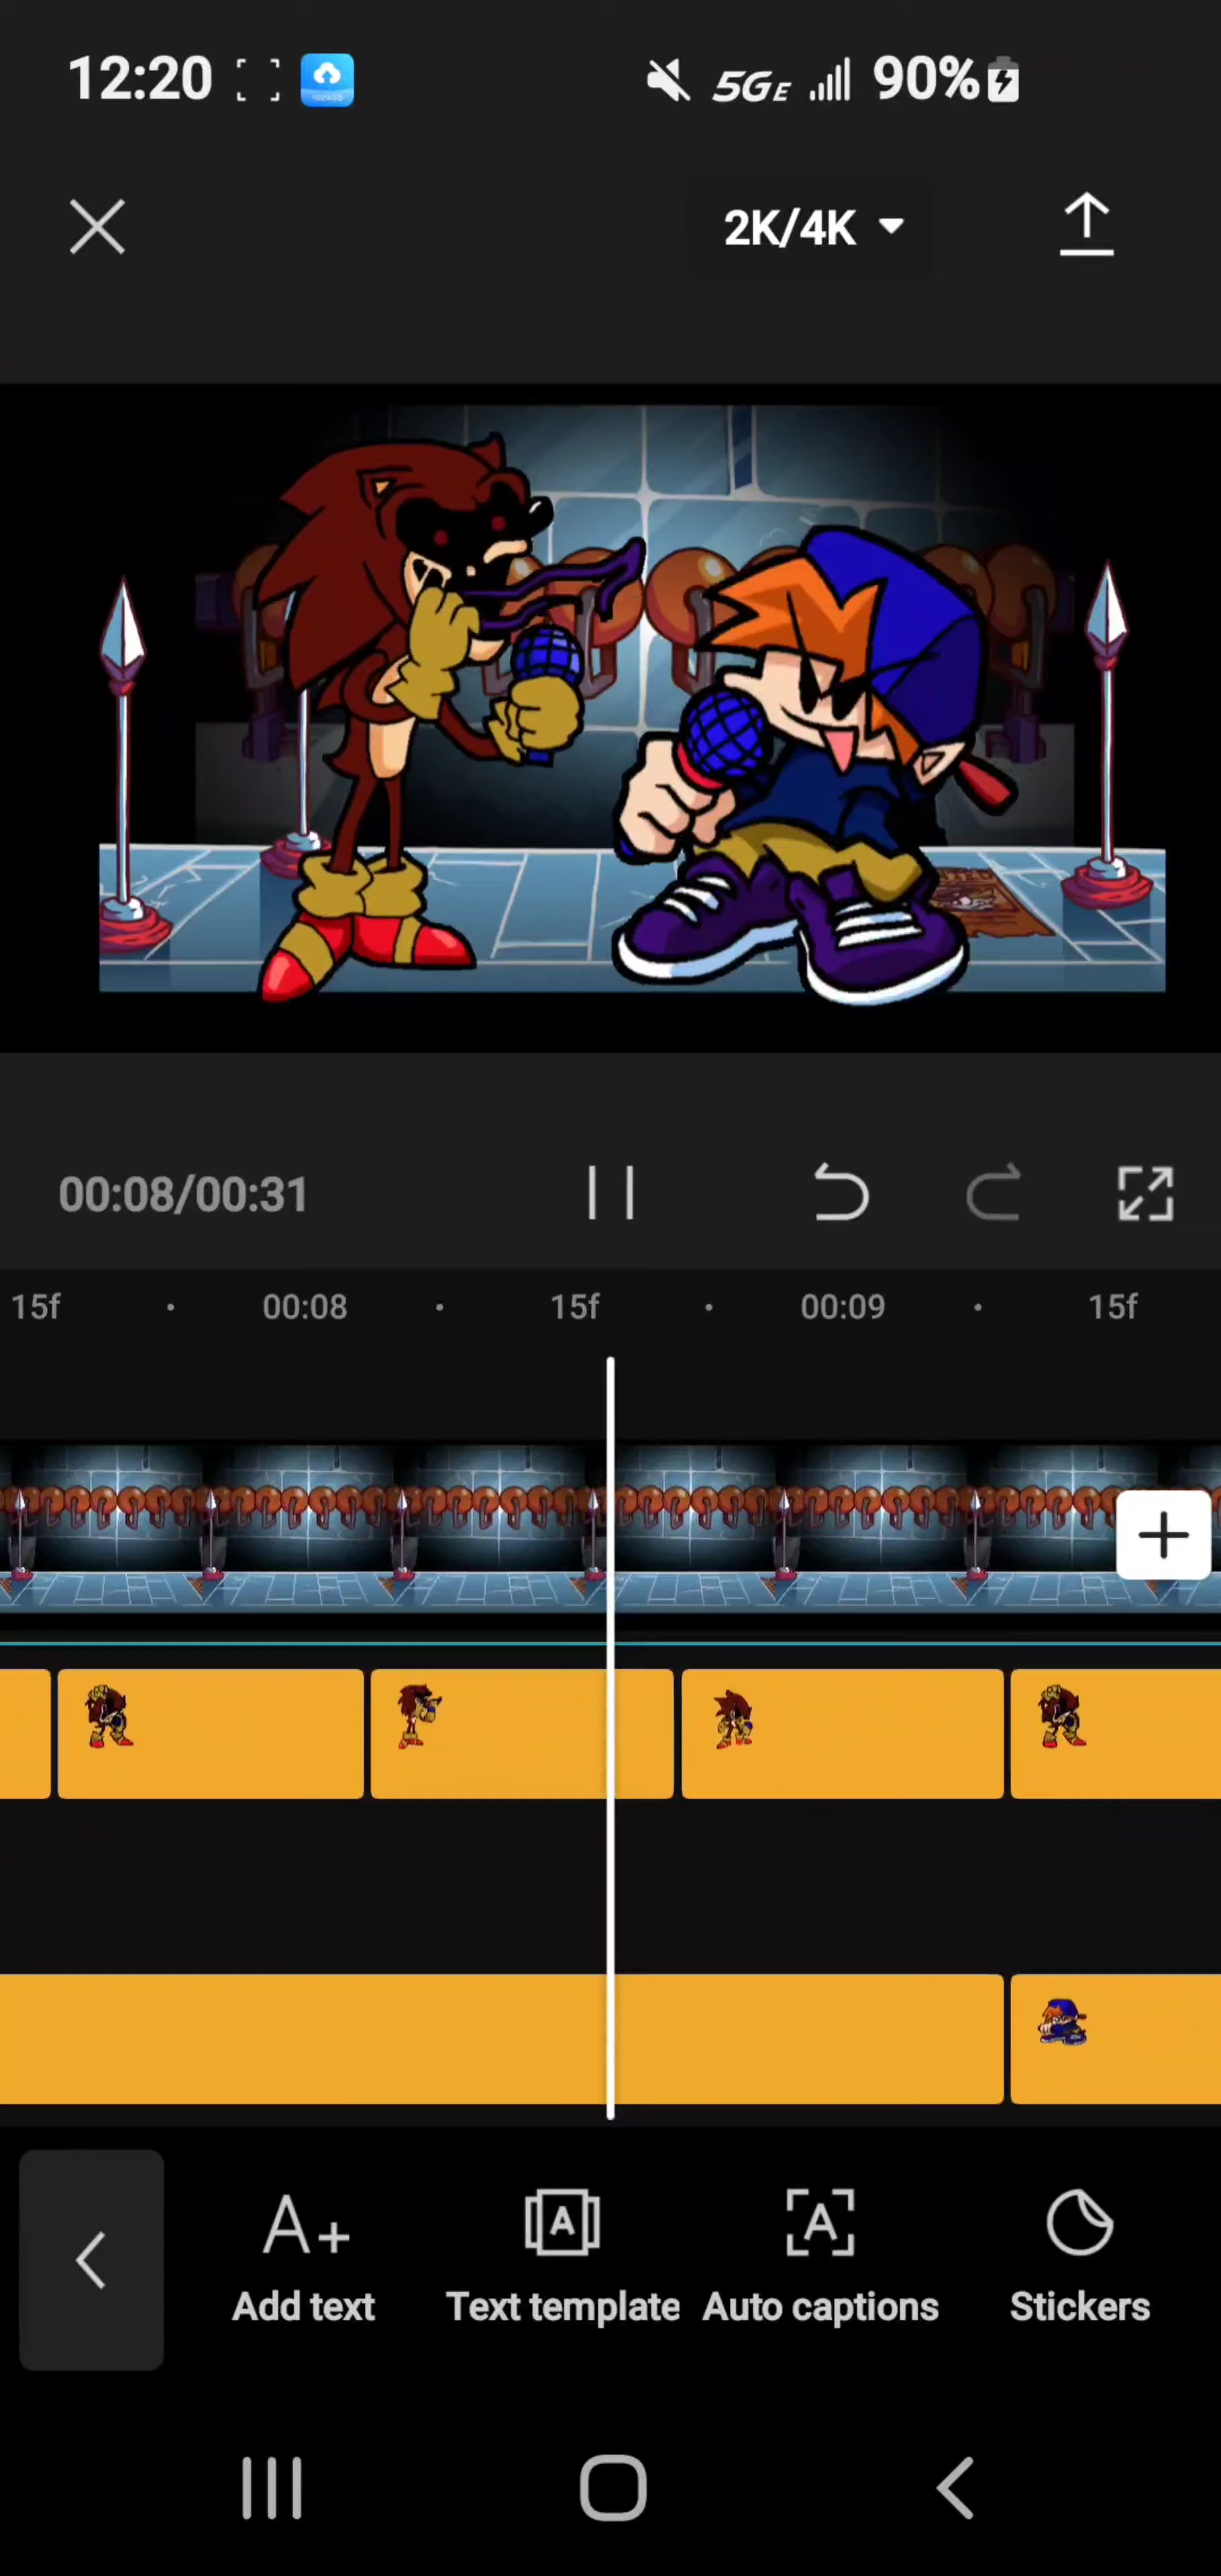 12:20
5GE
90%
2K/4K
00:08/00:31
15f
00:08
15f
00:09
15f
A+
A
A
Add text
Text template
Auto captions
Stickers